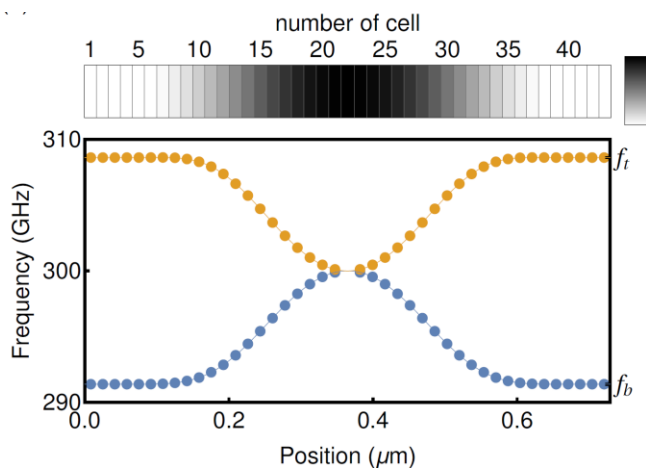 number of cell
1 5 10 15 20 25 30 35 40
310
300
290
Frequency (GHz)
f_t
f_b
0.0 0.2 0.4 0.6
Position (μm)